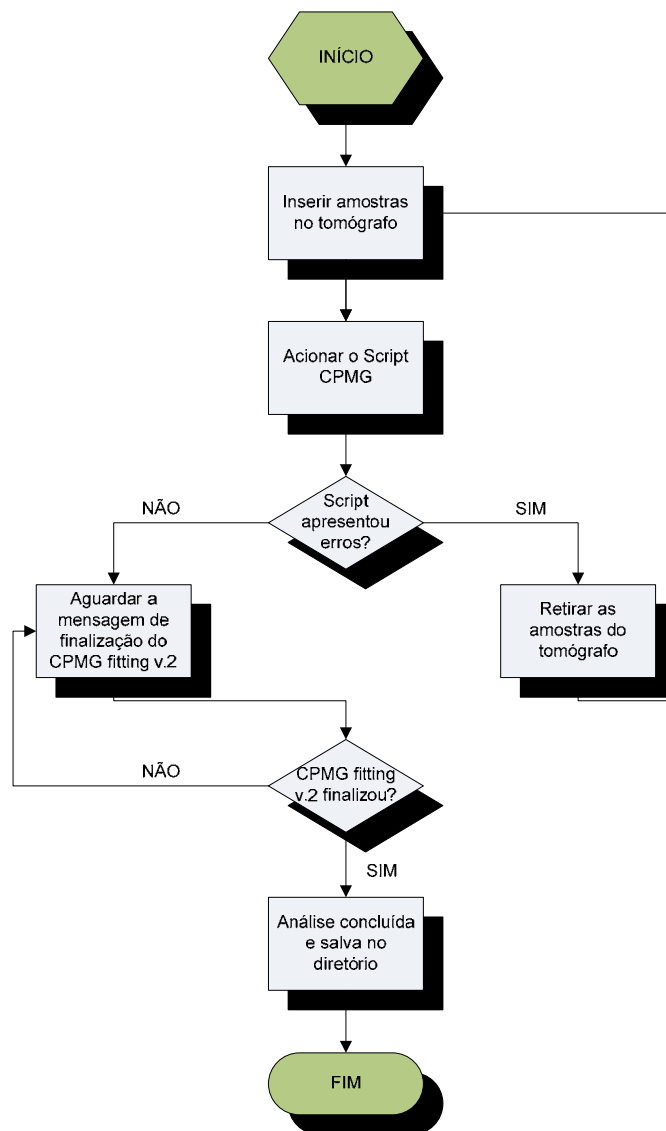 INÍCIO
Inserir amostras
no tomógrafo
Acionar o Script
CPMG
Script
apresentou
erros?
NÃO
SIM
Aguardar a
mensagem de
finalização do
CPMG fitting v.2
Retirar as
amostras do
tomógrafo
CPMG fitting
v.2 finalizou?
NÃO
SIM
Análise concluída
e salva no
diretório
FIM